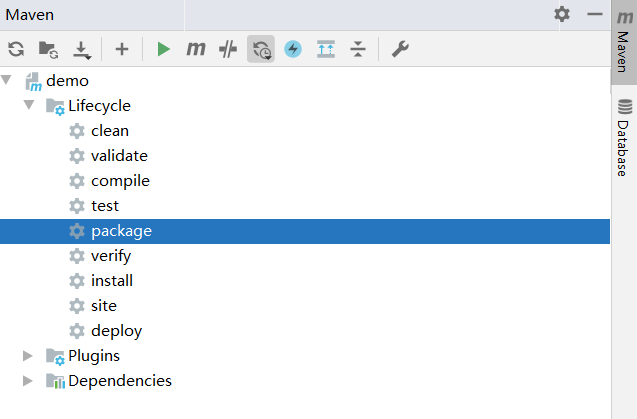 Maven
demo
Lifecycle
clean
validate
compile
test
package
verify
install
site
deploy
Plugins
Dependencies
m
Maven
Database